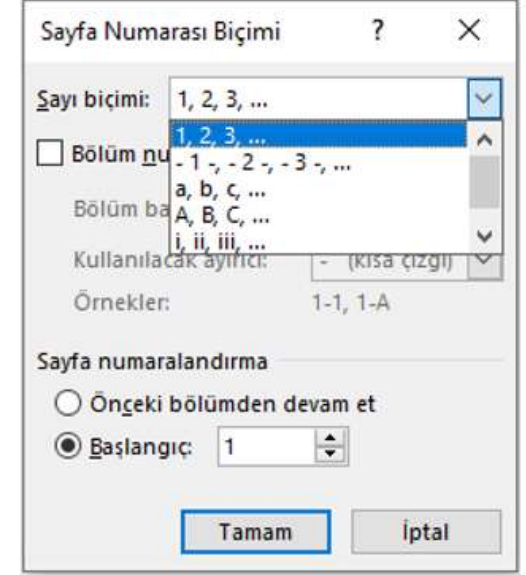 Sayfa Numarası Biçimi ? ×
Sayı biçimi: 1, 2, 3, ...
1, 2, 3, ...
Bölüm nu
- 1 -, - 2 -, - 3 -, ...
a, b, ç, ...
Bölüm ba
A, B, C, ...
i, ii, iii, ...
Kullanılacak ayırıcı: - (kısa çizgi)
Örnekler: 1-1, 1-A
Sayfa numaralandırma
Önceki bölümden devam et
Başlangıç: 1
Tamam İptal